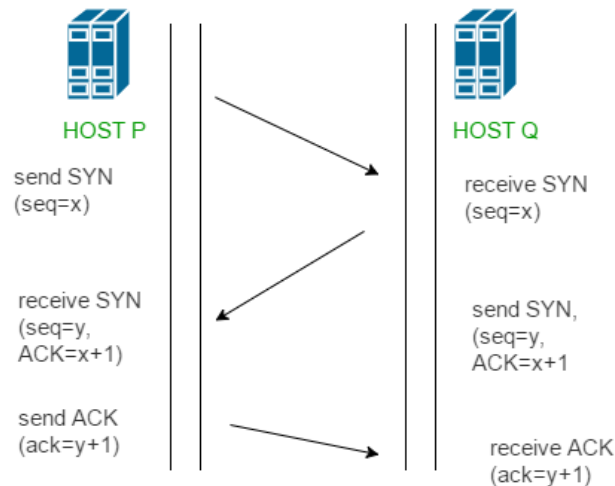 HOST P
HOST Q
send SYN
(seq=x)
receive SYN
(seq=x)
receive SYN
(seq=y,
ACK=x+1)
send SYN,
(seq=y,
ACK=x+1
send ACK
(ack=y+1)
receive ACK
(ack=y+1)